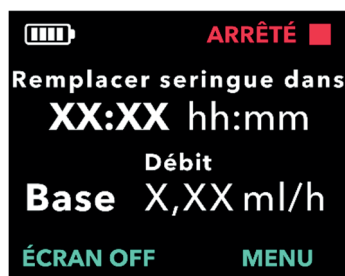 ARRÊTÉ
Remplacer seringue dans
XX:XX hh:mm
Débit
Base X,XX ml/h
ÉCRAN OFF MENU